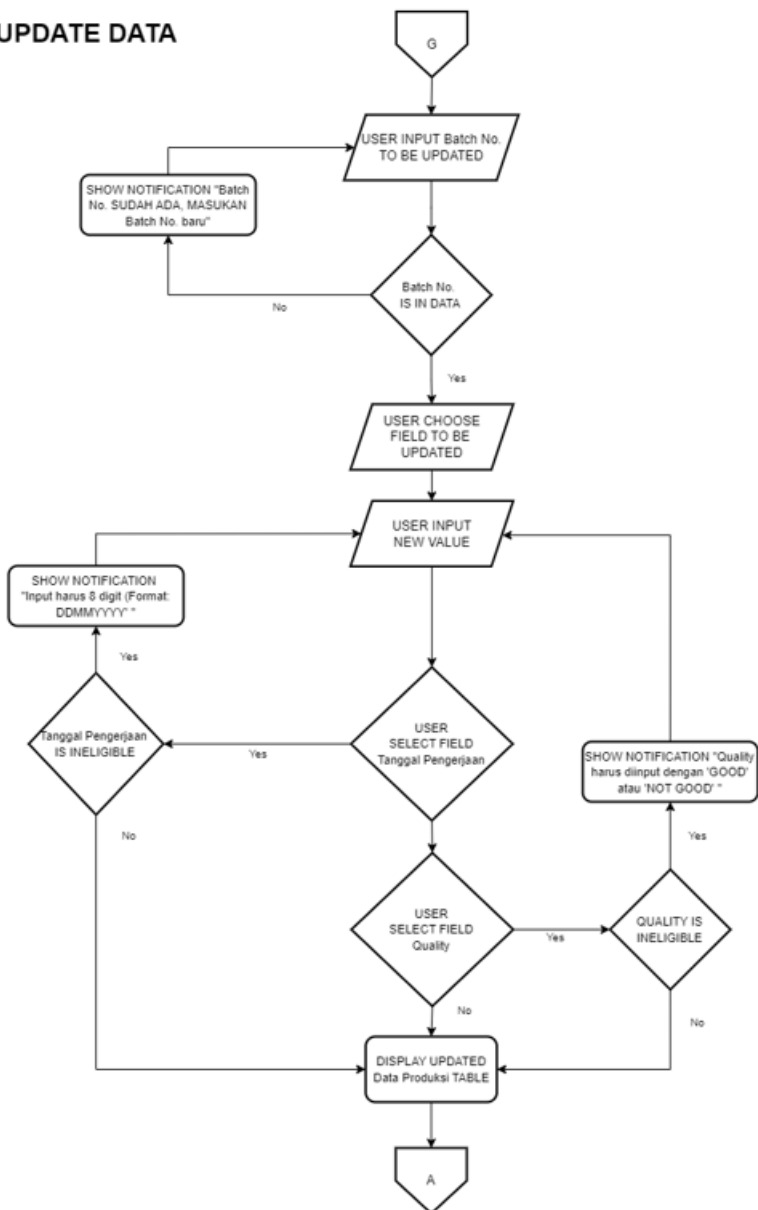 UPDATE DATA
G
USER INPUT Batch No.
TO BE UPDATED
SHOW NOTIFICATION "Batch
No. SUDAH ADA, MASUKAN
Batch No. baru"
Batch No.
IS IN DATA
No
Yes
USER CHOOSE
FIELD TO BE
UPDATED
USER INPUT
NEW VALUE
SHOW NOTIFICATION
"Input harus 8 digit (Format:
DDMMYYYY' "
Yes
Tanggal Pengerjaan
IS INELIGIBLE
Yes
USER
SELECT FIELD
Tanggal Pengerjaan
SHOW NOTIFICATION "Quality
harus diinput dengan 'GOOD'
atau 'NOT GOOD' "
No
Yes
USER
SELECT FIELD
Quality
Yes
QUALITY IS
INELIGIBLE
No
No
DISPLAY UPDATED
Data Produksi TABLE
A